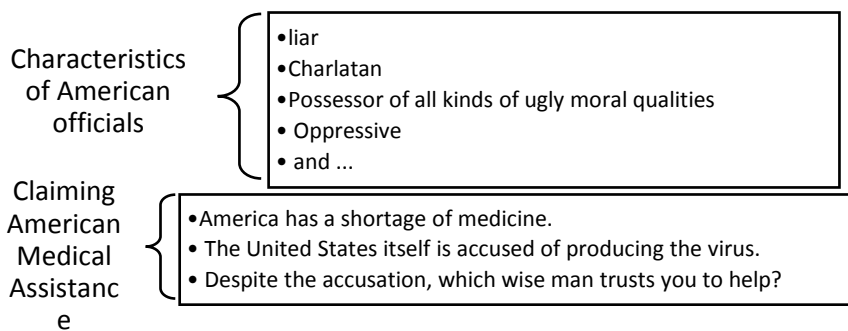 Characteristics
of American
officials
•liar
•Charlatan
•Possessor of all kinds of ugly moral qualities
• Oppressive
• and ...
Claiming
American
Medical
Assistanc
e
•America has a shortage of medicine.
• The United States itself is accused of producing the virus.
• Despite the accusation, which wise man trusts you to help?